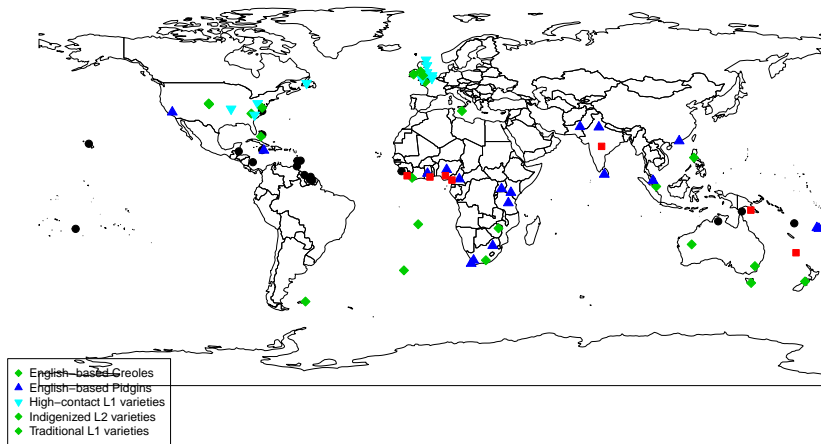 English−based Creoles
English−based Pidgins
High−contact L1 varieties
Indigenized L2 varieties
Traditional L1 varieties